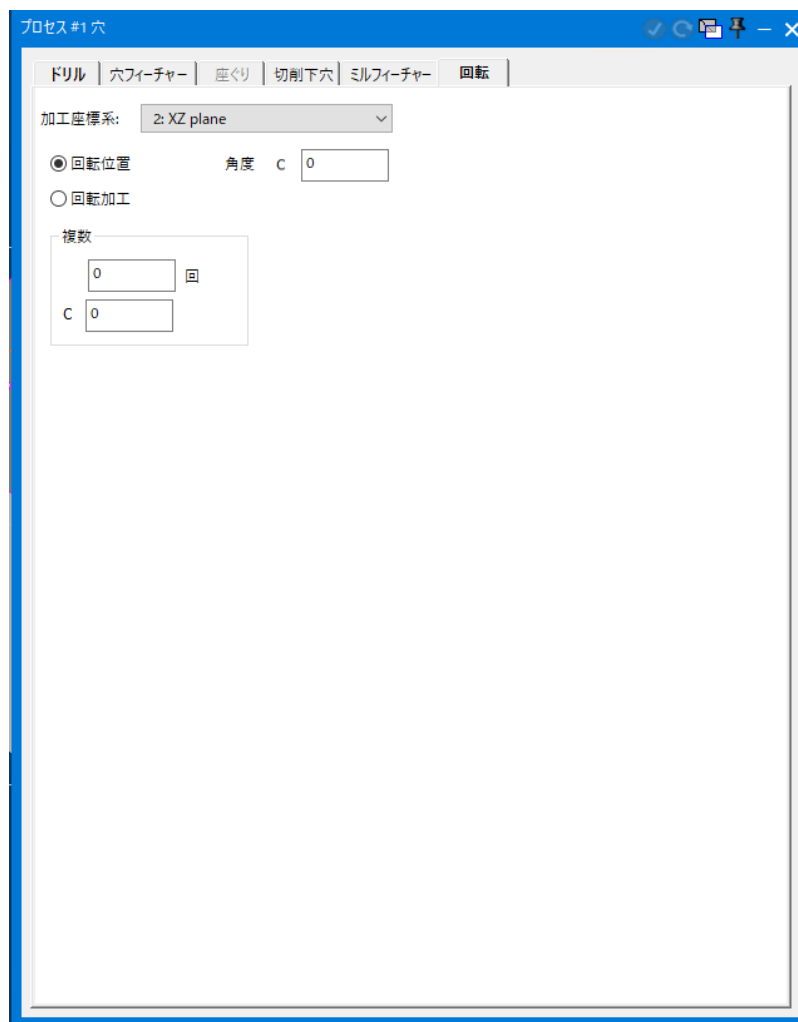 プロセス #1 穴
ドリル 穴フィーチャー 座ぐり 切削下穴 ミルフィーチャー 回転
加工座標系: 2: XZ plane
回転位置 角度 C 0
回転加工
複数
0 回
C 0